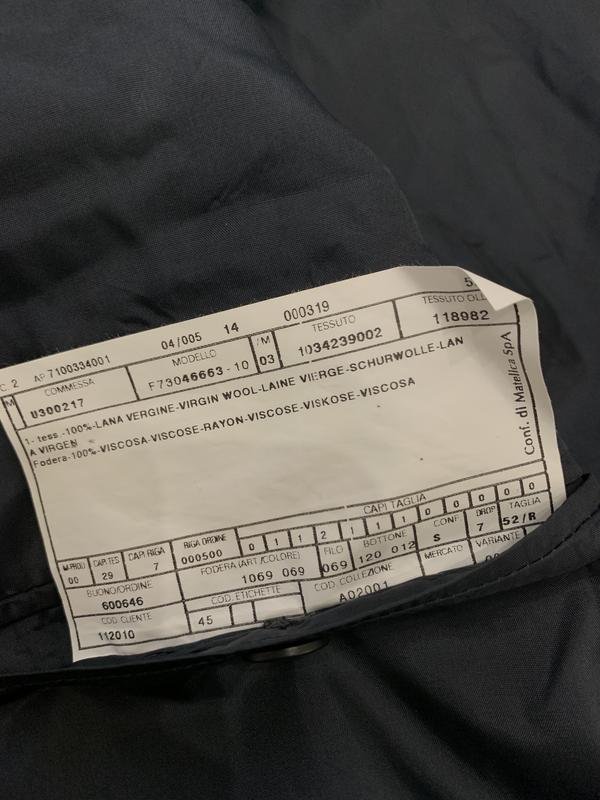 C. 2 AP 7100334001 04/005 14 000319 5
M COMMESSA MODELLO /M TESSUTO TESSUTO OLL
U300217 F73046663 - 10 03 1034239002 118982
1- tess.-100%-LANA VERGINE-VIRGIN WOOL-LAINE VIERGE-SCHURWOLLE-LAN
A VIRGEN
Fodera-100%-VISCOSA-VISCOSE-RAYON-VISCOSE-VISKOSE-VISCOSA
Conf. di Matelica SpA
CAPI TAGLIA
M.PROU CAPI TES CAPI RIGA RIGA ORDINE 0 1 1 2 1 1 1 0 0 0 0 0
00 29 7 000500
BUONO/ORDINE FODERA (ART./COLORE) FILO BOTTONE CONF DROP TAGLIA
600646 1069 069 069 120 012 S 7 52/R
COD. CLIENTE COD. ETICHETTE COD COLLEZIONE MERCATO VARIANTE
112010 45 A02001